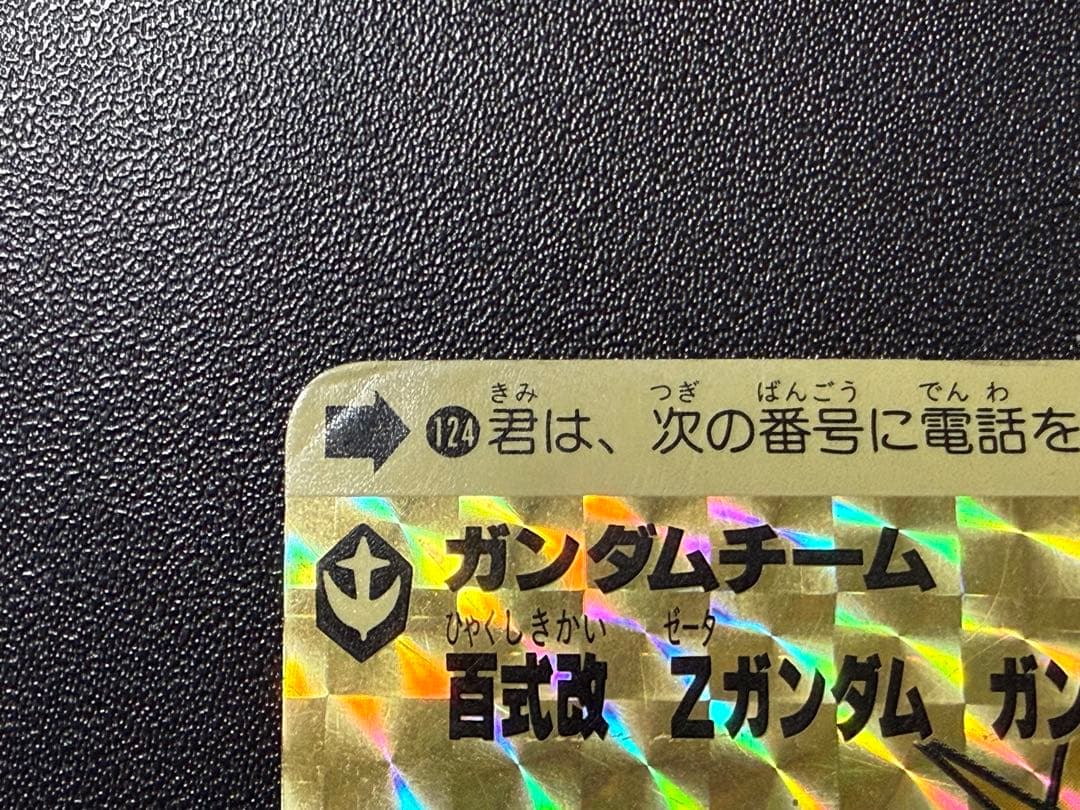 きみ つぎ ばんごう でん わ
124 君は、次の番号に電話を
ガンダムチーム
ひゃくしきかい ゼータ
百式改 Zガンダム ガン